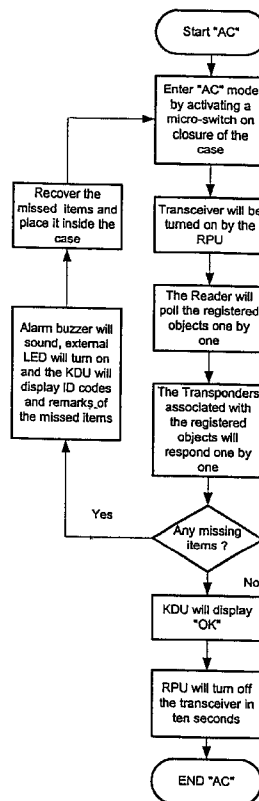 Start "AC"
Enter "AC" mode
by activating a
micro-switch on
closure of the
case
Recover the
missed items and
place it inside the
case
Transceiver will be
turned on by the
RPU
The Reader will
poll the registered
objects one by
one
Alarm buzzer will
sound, external
LED will turn on
and the KDU will
display ID codes
and remarks of
the missed items
The Transponders
associated with
the registered
objects will
respond one by
one
Yes
Any missing
items ?
No
KDU will display
"OK"
RPU will turn off
the transceiver in
ten seconds
END "AC"